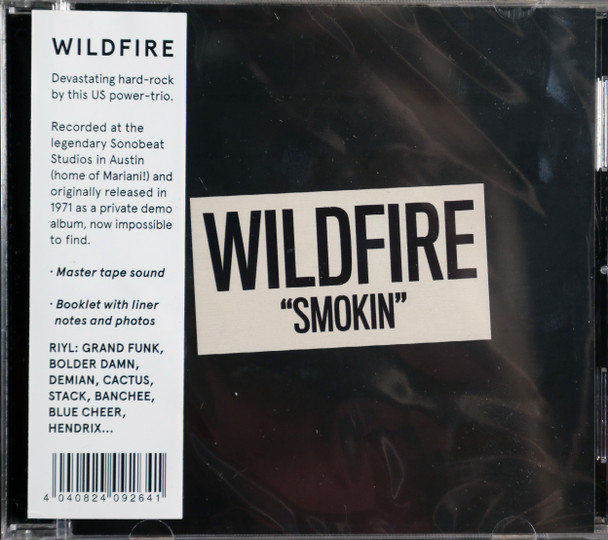 WILDFIRE
Devastating hard-rock
by this US power-trio.
Recorded at the
legendary Sonobeat
Studios in Austin
(home of Mariani!) and
originally released in
1971 as a private demo
album, now impossible
to find.
· Master tape sound
· Booklet with liner
notes and photos
RIYL: GRAND FUNK,
BOLDER DAMN,
DEMIAN, CACTUS,
STACK, BANCHEE,
BLUE CHEER,
HENDRIX...
4 040824 092641
WILDFIRE
“SMOKIN”